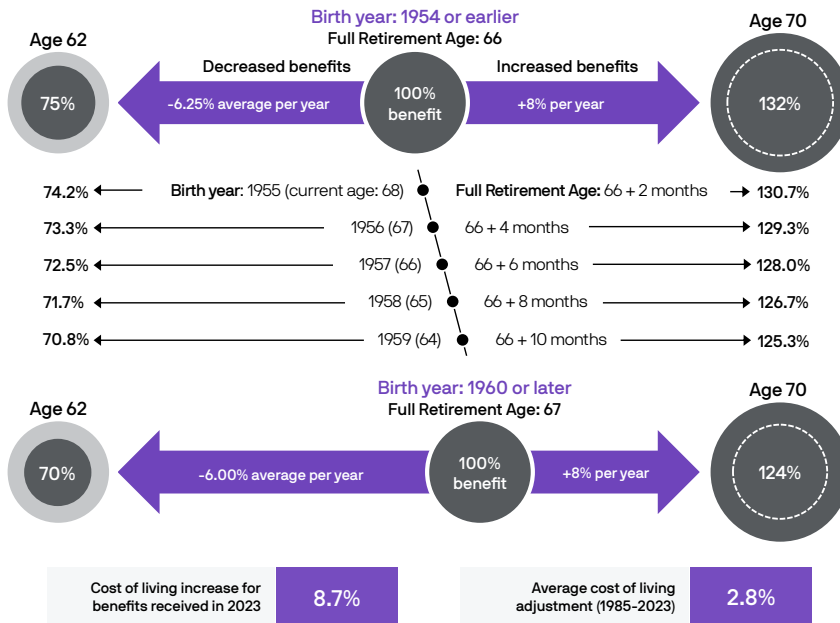 Birth year: 1954 or earlier
Full Retirement Age: 66
Age 62
Age 70
Decreased benefits
Increased benefits
75%
-6.25% average per year
100%
benefit
+8% per year
132%
74.2% Birth year: 1955 (current age: 68) Full Retirement Age: 66 + 2 months 130.7%
73.3% 1956 (67) 66 + 4 months 129.3%
72.5% 1957 (66) 66 + 6 months 128.0%
71.7% 1958 (65) 66 + 8 months 126.7%
70.8% 1959 (64) 66 + 10 months 125.3%
Birth year: 1960 or later
Full Retirement Age: 67
Age 62
Age 70
70%
-6.00% average per year
100%
benefit
+8% per year
124%
Cost of living increase for
benefits received in 2023
8.7%
Average cost of living
adjustment (1985-2023)
2.8%